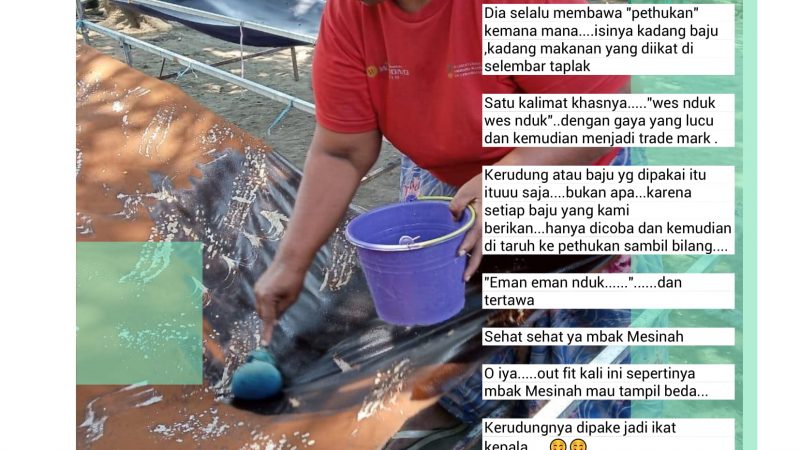 Dia selalu membawa "pethukan"
kemana mana....isinya kadang baju
,kadang makanan yang diikat di
selembar taplak
Satu kalimat khasnya....."wes nduk
wes nduk"..dengan gaya yang lucu
dan kemudian menjadi trade mark .
Kerudung atau baju yg dipakai itu
ituuu saja....bukan apa...karena
setiap baju yang kami
berikan...hanya dicoba dan kemudian
di taruh ke pethukan sambil bilang....
"Eman eman nduk......"......dan
tertawa
Sehat sehat ya mbak Mesinah
O iya.....out fit kali ini sepertinya
mbak Mesinah mau tampil beda...
Kerudungnya dipake jadi ikat
kepala.....😊😊